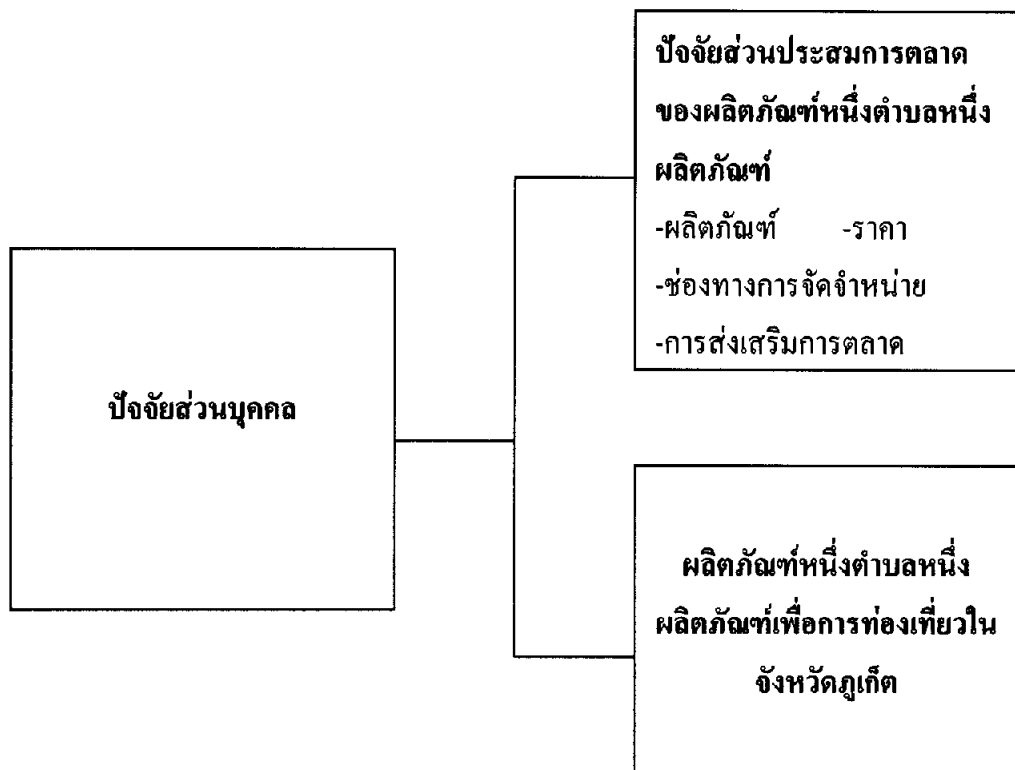 ปัจจัยส่วนประสมการตลาด
ของผลิตภัณฑ์หนึ่งตำบลหนึ่ง
ผลิตภัณฑ์
-ผลิตภัณฑ์ -ราคา
-ช่องทางการจัดจำหน่าย
-การส่งเสริมการตลาด
ปัจจัยส่วนบุคคล
ผลิตภัณฑ์หนึ่งตำบลหนึ่ง
ผลิตภัณฑ์เพื่อการท่องเที่ยวใน
จังหวัดภูเก็ต